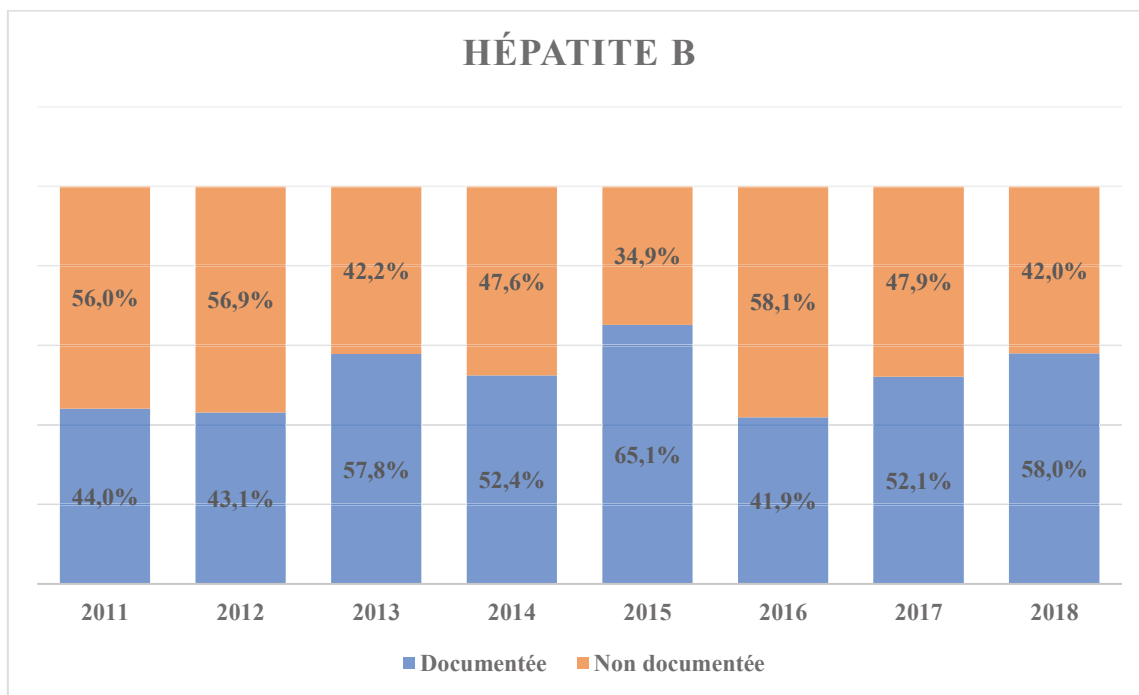 HÉPATITE B
56,0% 56,9% 42,2% 47,6% 34,9% 58,1% 47,9% 42,0%
44,0% 43,1% 57,8% 52,4% 65,1% 41,9% 52,1% 58,0%
2011 2012 2013 2014 2015 2016 2017 2018
Documentée Non documentée